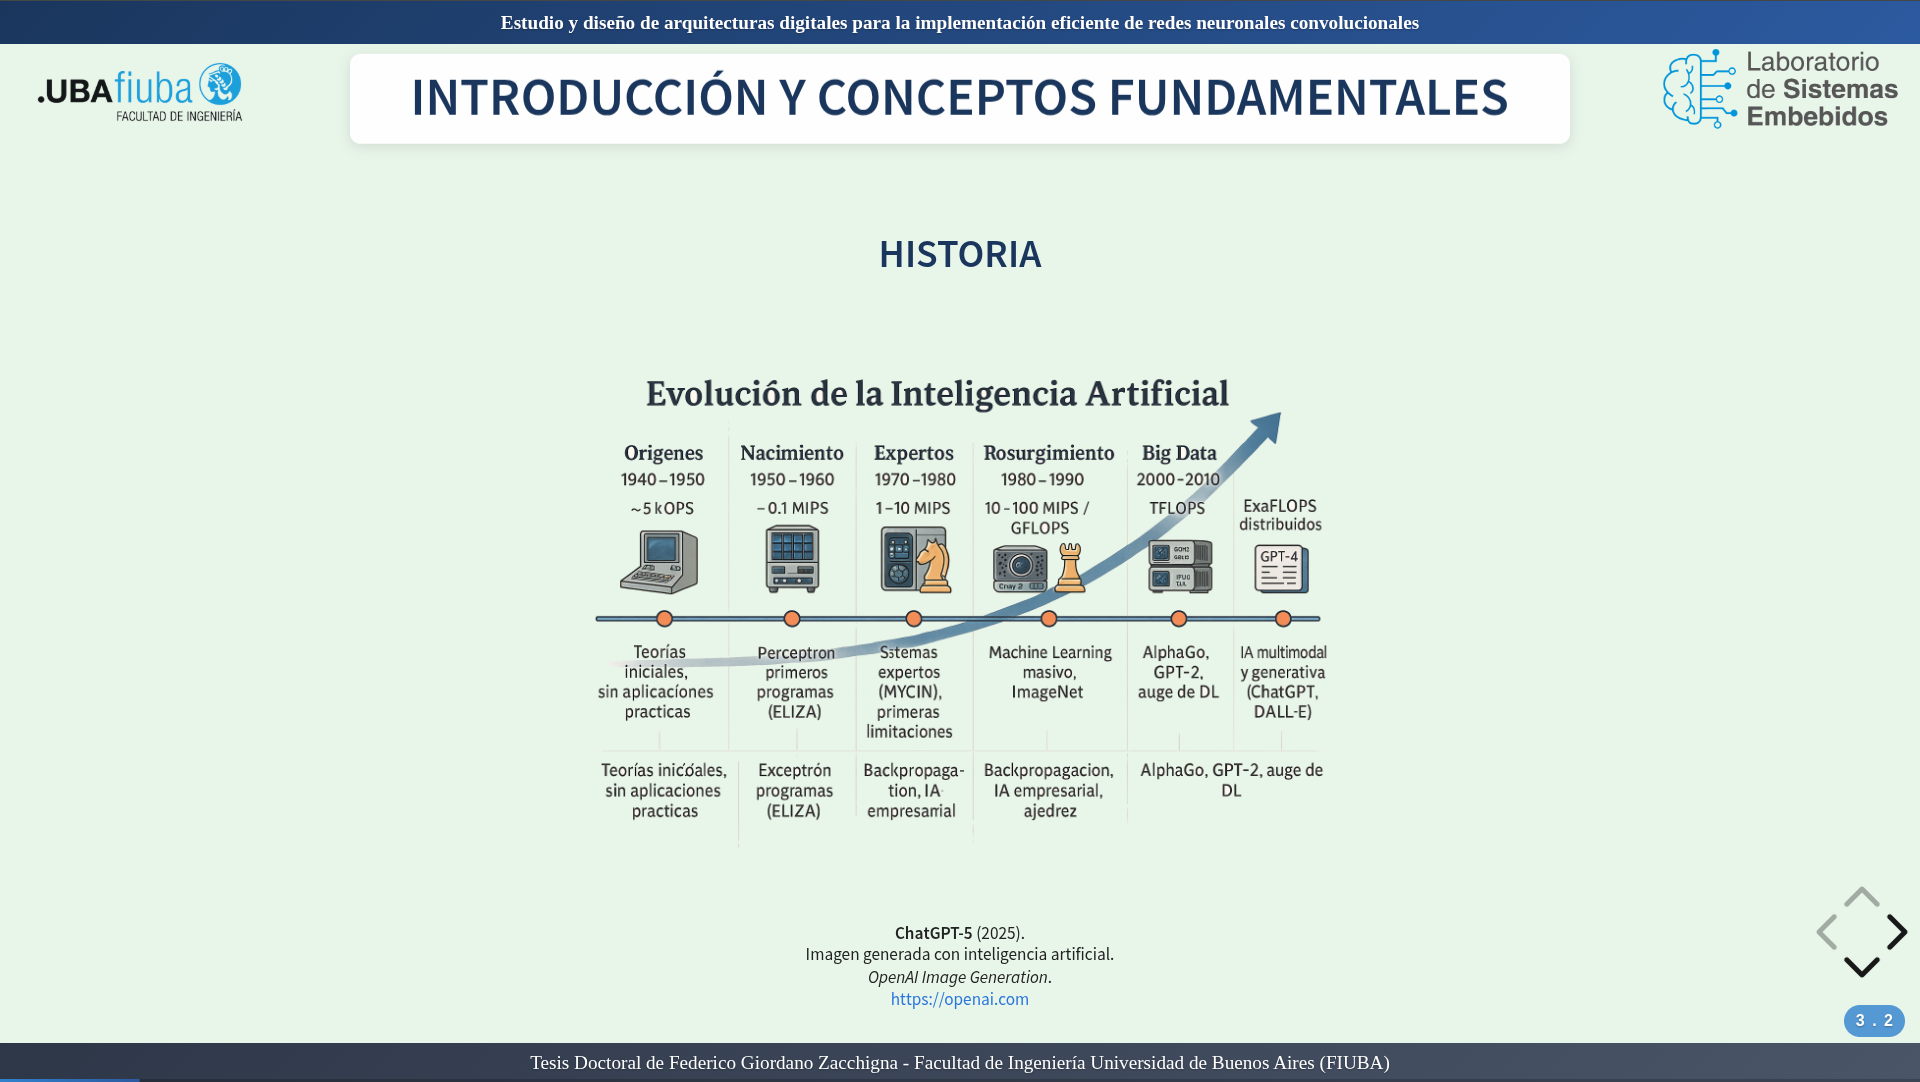 Estudio y diseño de arquitecturas digitales para la implementación eficiente de redes neuronales convolucionales
.UBAfiuba
FACULTAD DE INGENIERÍA
INTRODUCCIÓN Y CONCEPTOS FUNDAMENTALES
Laboratorio
de Sistemas
Embebidos
HISTORIA
Evolución de la Inteligencia Artificial
Origenes
1940–1950
~5 kOPS
Nacimiento
1950–1960
–0.1 MIPS
Expertos
1970–1980
1–10 MIPS
Rosurgimiento
1980–1990
10–100 MIPS /
GFLOPS
Cray 2
Big Data
2000-2010
TFLOPS
ExaFLOPS
distribuidos
GPT-4
Teorías
iniciales,
sin aplicacíones
practicas
Perceptron
primeros
programas
(ELIZA)
Sstemas
expertos
(MYCIN),
primeras
limitaciones
Machine Learning
masivo,
ImageNet
AlphaGo,
GPT-2,
auge de DL
IA multimodal
y generativa
(ChatGPT,
DALL-E)
sin aplicaciones
practicas
Exceptrón
programas
(ELIZA)
Backpropaga-
tion, IA
empresarial
Backpropagacion,
IA empresarial,
ajedrez
AlphaGo, GPT-2, auge de
DL
ChatGPT-5 (2025).
Imagen generada con inteligencia artificial.
OpenAI Image Generation.
https://openai.com
3 . 2
Tesis Doctoral de Federico Giordano Zacchigna - Facultad de Ingeniería Universidad de Buenos Aires (FIUBA)